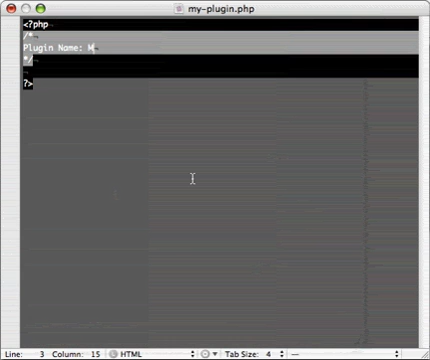 my-plugin.php
<?php
/*
Plugin Name: M
*/
?>
Line: 3 Column: 15 HTML Tab Size: 4 —